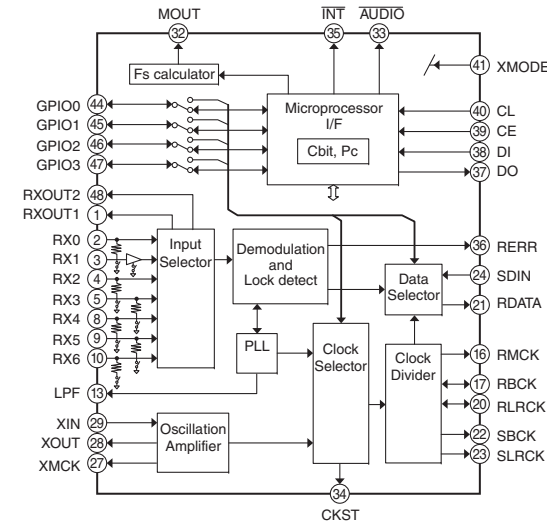 MOUT
INT
AUDIO
32
35
33
Fs calculator
41
XMODE
GPIO0
44
Microprocessor
I/F
40
CL
GPIO1
45
39
CE
GPIO2
46
Cbit, Pc
38
DI
GPIO3
47
37
DO
RXOUT2
48
RXOUT1
1
RX0
2
Input
Selector
Demodulation
and
Lock detect
36
RERR
RX1
3
RX2
4
Data
Selector
24
SDIN
RX3
5
21
RDATA
RX4
8
RX5
9
PLL
Clock
Selector
Clock
Divider
16
RMCK
RX6
10
17
RBCK
LPF
13
20
RLRCK
XIN
29
Oscillation
Amplifier
XOUT
28
22
SBCK
XMCK
27
23
SLRCK
34
CKST